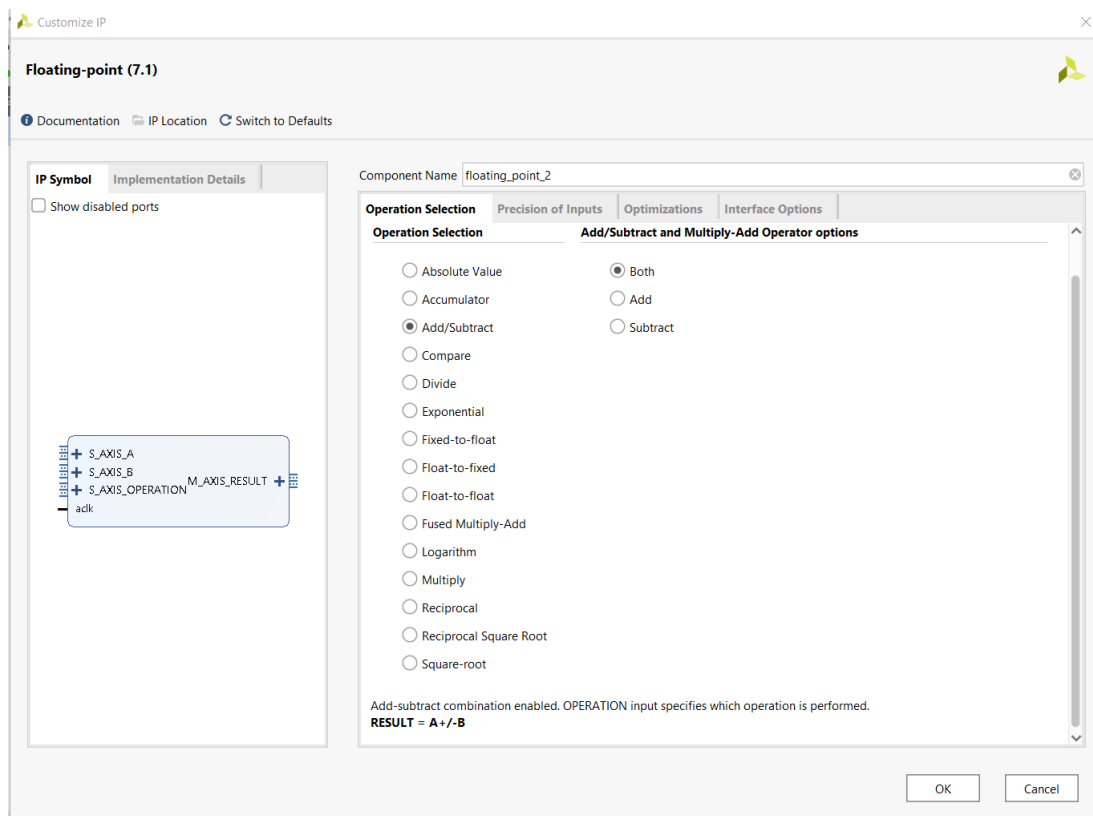 Customize IP
Floating-point (7.1)
Documentation IP Location Switch to Defaults
IP Symbol Implementation Details
Show disabled ports
S_AXIS_A
S_AXIS_B
S_AXIS_OPERATION
M_AXIS_RESULT
aclk
Component Name floating_point_2
Operation Selection Precision of Inputs Optimizations Interface Options
Operation Selection
Absolute Value
Accumulator
Add/Subtract
Compare
Divide
Exponential
Fixed-to-float
Float-to-fixed
Float-to-float
Fused Multiply-Add
Logarithm
Multiply
Reciprocal
Reciprocal Square Root
Square-root
Add/Subtract and Multiply-Add Operator options
Both
Add
Subtract
Add-subtract combination enabled. OPERATION input specifies which operation is performed.
RESULT = A+/-B
OK Cancel